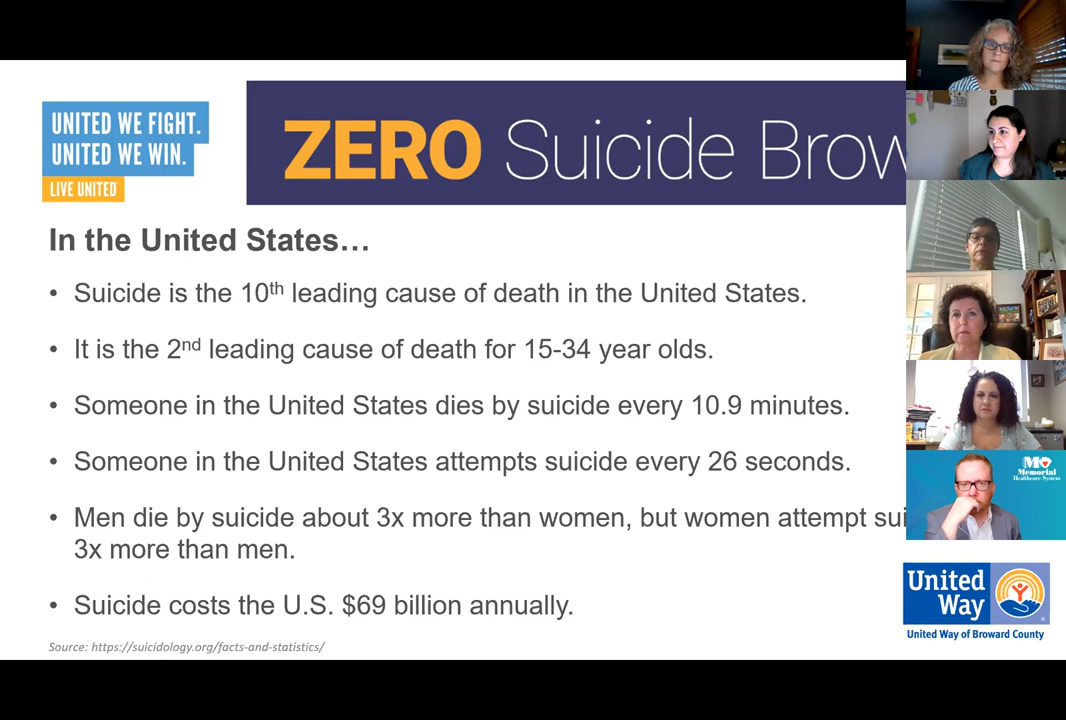 UNITED WE FIGHT.
UNITED WE WIN.
LIVE UNITED
ZERO Suicide
In the United States…
• Suicide is the 10th leading cause of death in the United States.
• It is the 2nd leading cause of death for 15-34 year olds.
• Someone in the United States dies by suicide every 10.9 minutes.
• Someone in the United States attempts suicide every 26 seconds.
• Men die by suicide about 3x more than women, but women attempt
3x more than men.
• Suicide costs the U.S. $69 billion annually.
Source: https://suicidology.org/facts-and-statistics/
Memorial
Healthcare System
United
Way
United Way of Broward County